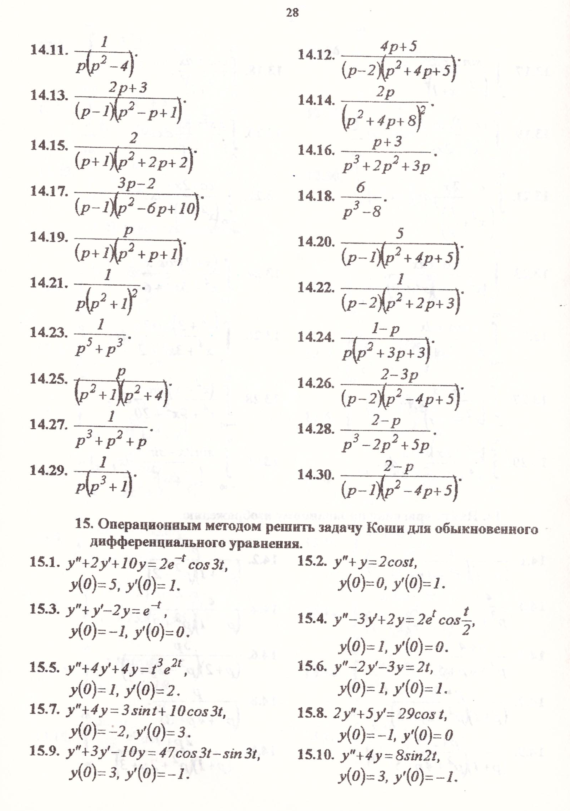 28
14.11. 1/(p(p²−4)). 14.12. (4p+5)/((p−2)(p²+4p+5)).
14.13. (2p+3)/((p−1)(p²−p+1)). 14.14. 2p/(p²+4p+8)².
14.15. 2/((p+1)(p²+2p+2)). 14.16. (p+3)/(p³+2p²+3p).
14.17. (3p−2)/((p−1)(p²−6p+10)). 14.18. 6/(p³−8).
14.19. p/((p+1)(p²+p+1)). 14.20. 5/((p−1)(p²+4p+5)).
14.21. 1/(p(p²+1)²). 14.22. 1/((p−2)(p²+2p+3)).
14.23. 1/(p⁵+p³). 14.24. (1−p)/(p(p²+3p+3)).
14.25. p/((p²+1)(p²+4)). 14.26. (2−3p)/((p−2)(p²−4p+5)).
14.27. 1/(p³+p²+p). 14.28. (2−p)/(p³−2p²+5p).
14.29. 1/(p(p³+1)). 14.30. (2−p)/((p−1)(p²−4p+5)).
15. Операционным методом решить задачу Коши для обыкновенного
дифференциального уравнения.
15.1. y"+2y'+10y=2e⁻ᵗcos3t, 15.2. y"+y=2cost,
y(0)=5, y'(0)=1. y(0)=0, y'(0)=1.
15.3. y"+y'−2y=e⁻ᵗ, 15.4. y"−3y'+2y=2eᵗcos t/2,
y(0)=−1, y'(0)=0. y(0)=1, y'(0)=0.
15.5. y"+4y'+4y=t³e²ᵗ, 15.6. y"−2y'−3y=2t,
y(0)=1, y'(0)=2. y(0)=1, y'(0)=1.
15.7. y"+4y=3sint+10cos3t, 15.8. 2y"+5y'=29cos t,
y(0)=−2, y'(0)=3. y(0)=−1, y'(0)=0
15.9. y"+3y'−10y=47cos3t−sin3t, 15.10. y"+4y=8sin2t,
y(0)=3, y'(0)=−1. y(0)=3, y'(0)=−1.